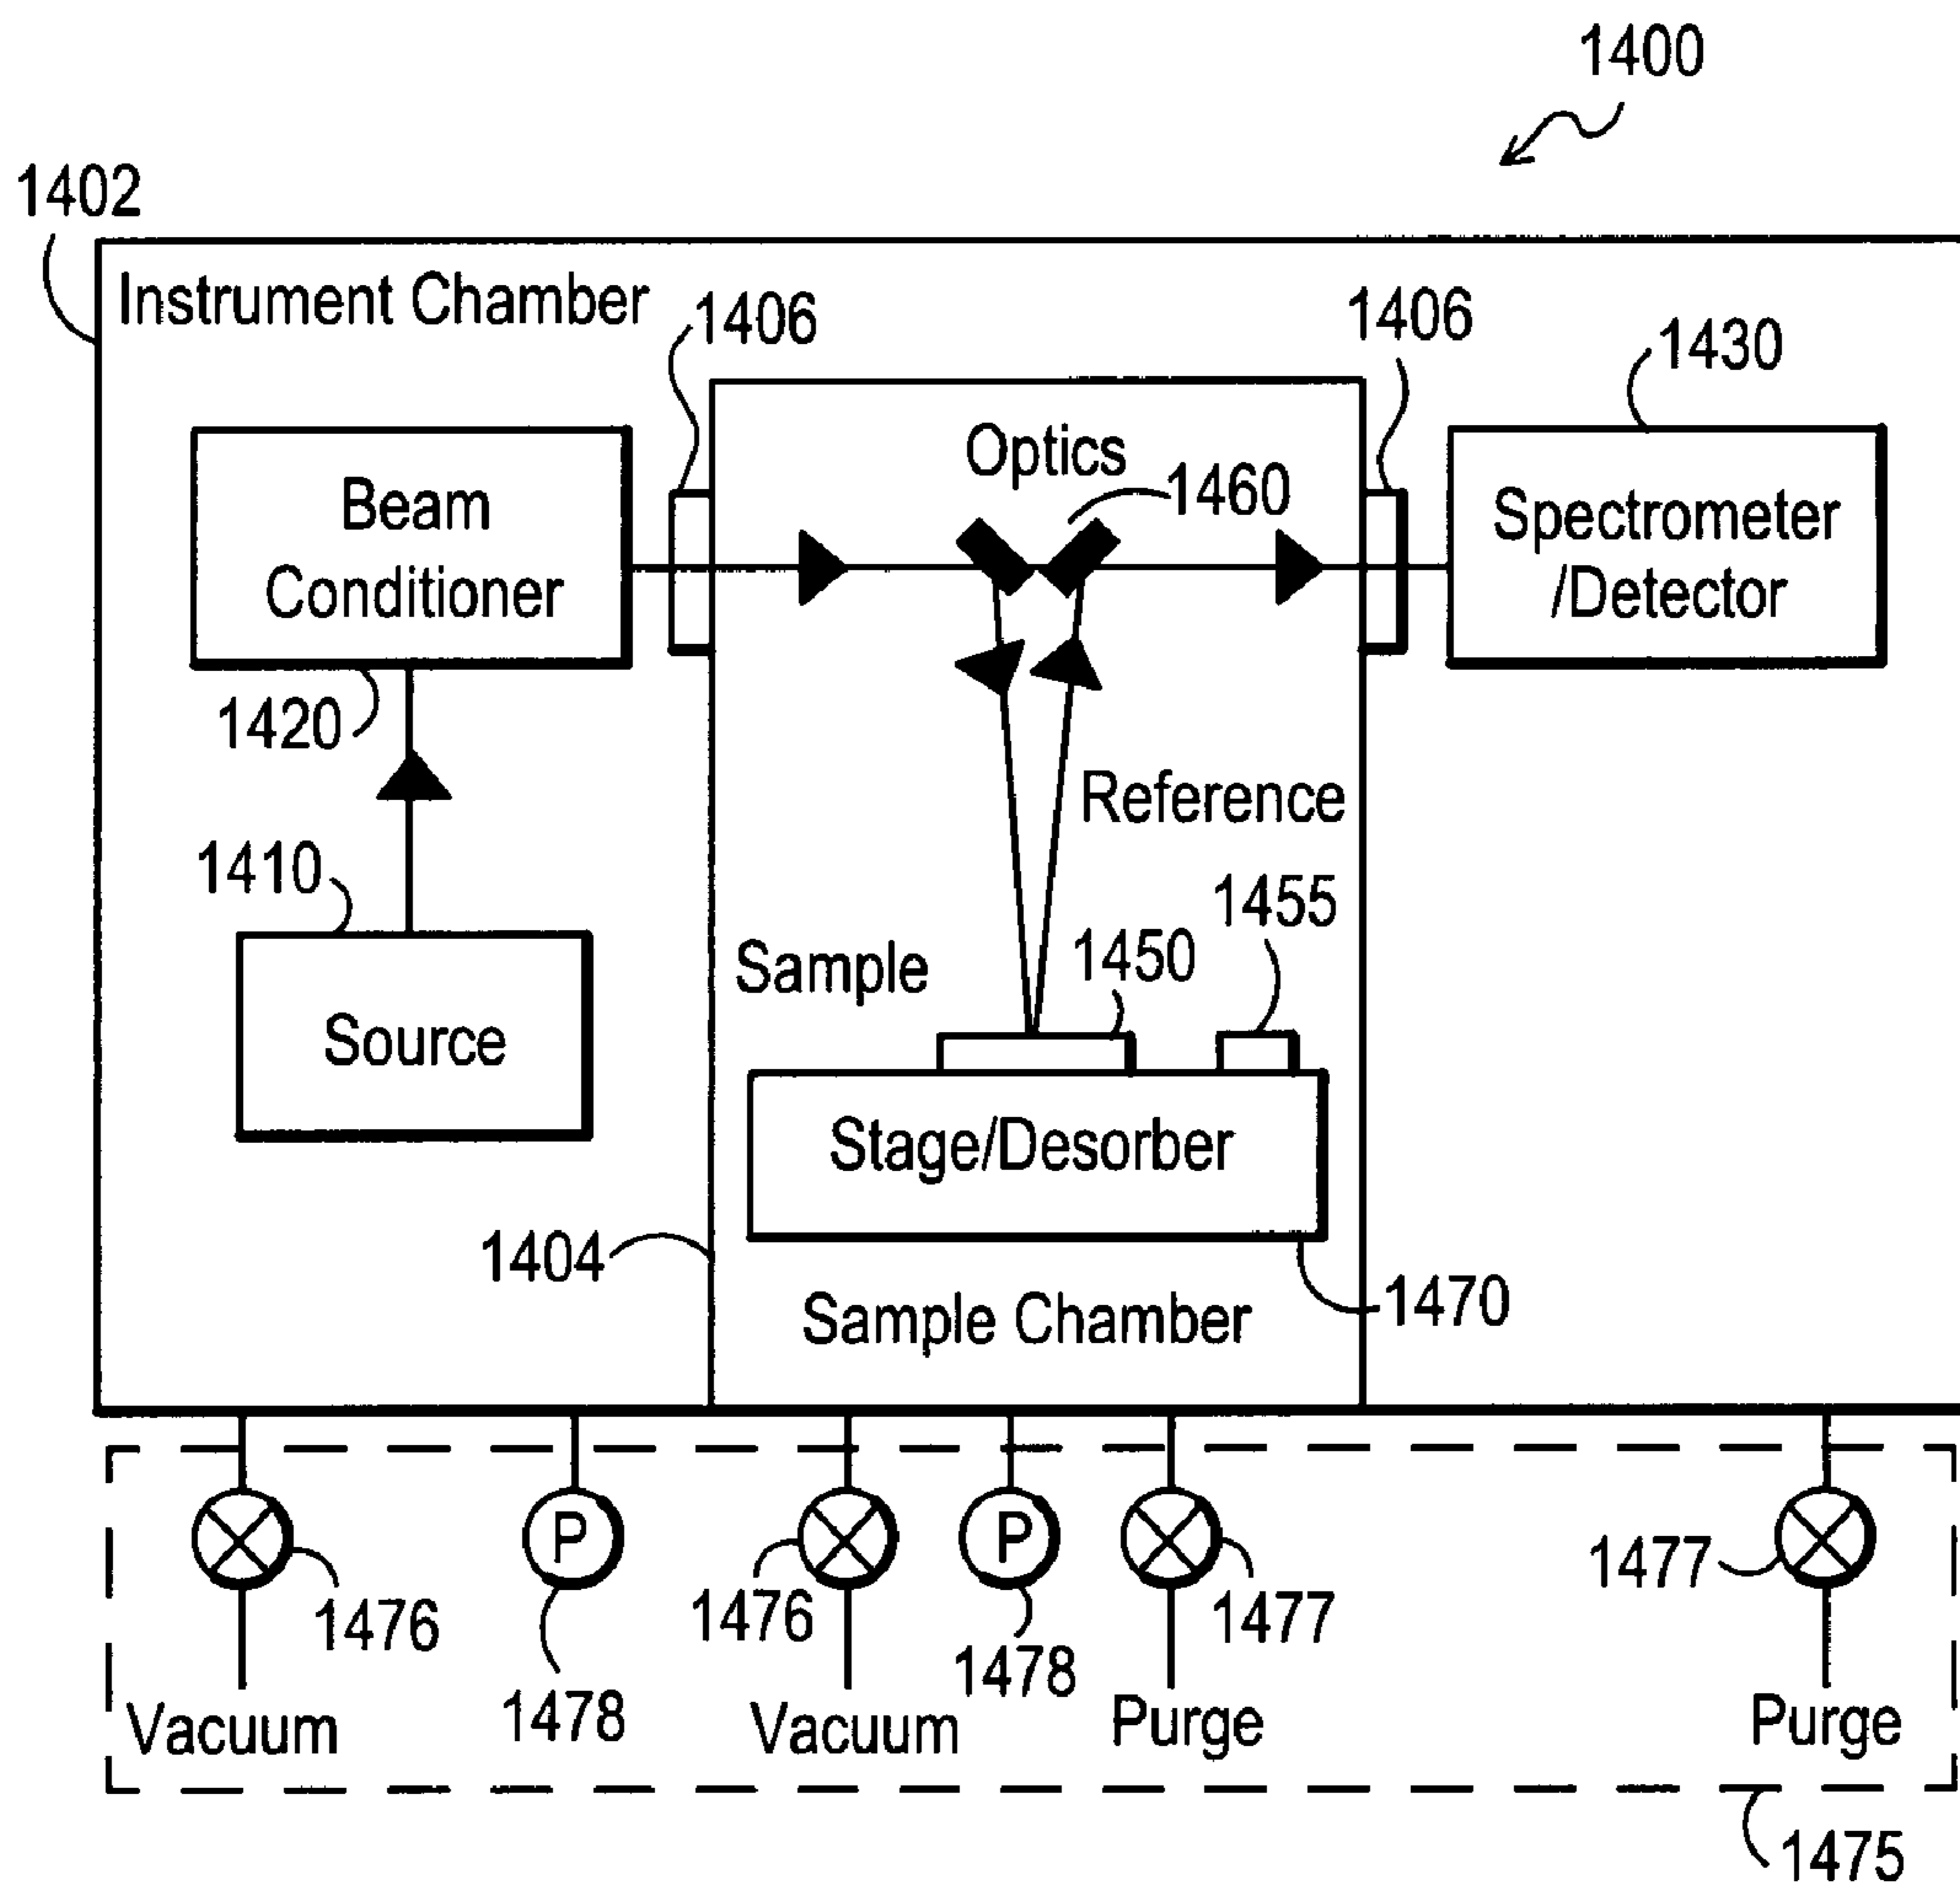 1400
1402
Instrument Chamber
1406
1406
1430
Optics
1460
Beam
Conditioner
Spectrometer
/Detector
1420
Reference
1410
1455
Sample
1450
Source
Stage/Desorber
1404
1470
Sample Chamber
P
P
1476
1476
1477
1477
1478
1478
Vacuum
Vacuum
Purge
Purge
1475